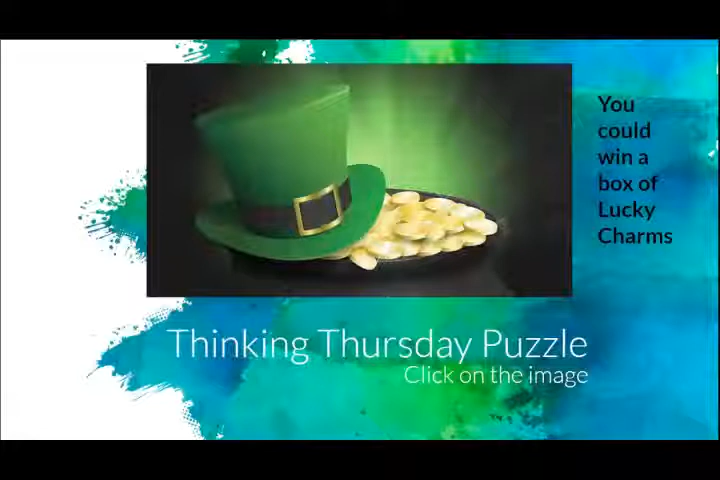 You
could
win a
box of
Lucky
Charms
Thinking Thursday Puzzle
Click on the image